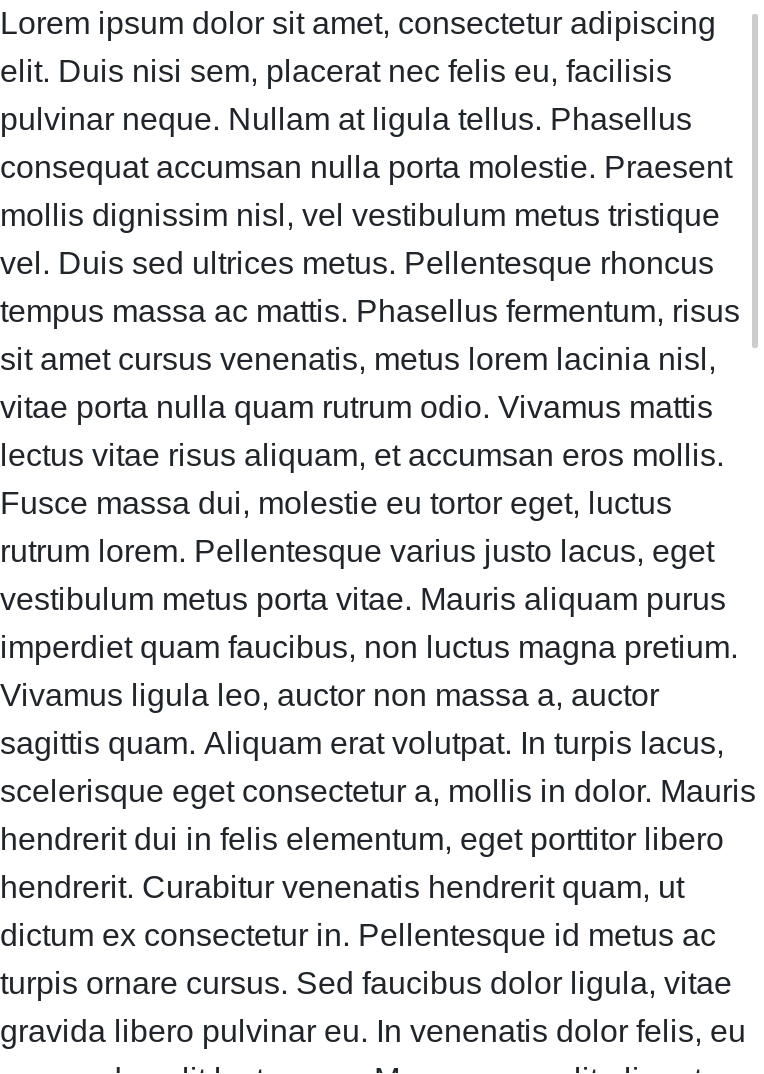 Lorem ipsum dolor sit amet, consectetur adipiscing
elit. Duis nisi sem, placerat nec felis eu, facilisis
pulvinar neque. Nullam at ligula tellus. Phasellus
consequat accumsan nulla porta molestie. Praesent
mollis dignissim nisl, vel vestibulum metus tristique
vel. Duis sed ultrices metus. Pellentesque rhoncus
tempus massa ac mattis. Phasellus fermentum, risus
sit amet cursus venenatis, metus lorem lacinia nisl,
vitae porta nulla quam rutrum odio. Vivamus mattis
lectus vitae risus aliquam, et accumsan eros mollis.
Fusce massa dui, molestie eu tortor eget, luctus
rutrum lorem. Pellentesque varius justo lacus, eget
vestibulum metus porta vitae. Mauris aliquam purus
imperdiet quam faucibus, non luctus magna pretium.
Vivamus ligula leo, auctor non massa a, auctor
sagittis quam. Aliquam erat volutpat. In turpis lacus,
scelerisque eget consectetur a, mollis in dolor. Mauris
hendrerit dui in felis elementum, eget porttitor libero
hendrerit. Curabitur venenatis hendrerit quam, ut
dictum ex consectetur in. Pellentesque id metus ac
turpis ornare cursus. Sed faucibus dolor ligula, vitae
gravida libero pulvinar eu. In venenatis dolor felis, eu